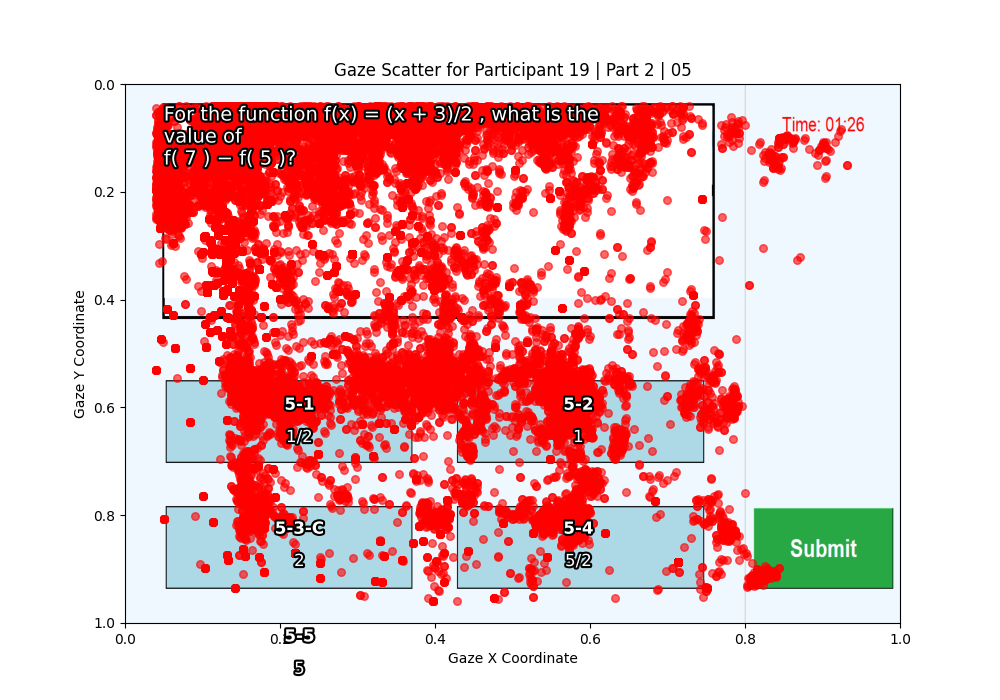 Gaze Scatter for Participant 19 | Part 2 | 05
0.0
For the function f(x) = (x + 3)/2 , what is the
value of
f( 7 ) − f( 5 )?
Time: 01:26
0.2
0.4
Gaze Y Coordinate
0.6
5-1
1/2
5-2
1
0.8
5-3-C
2
5-4
5/2
Submit
1.0
0.0
0.2
0.4
0.6
0.8
1.0
5-5
5
Gaze X Coordinate